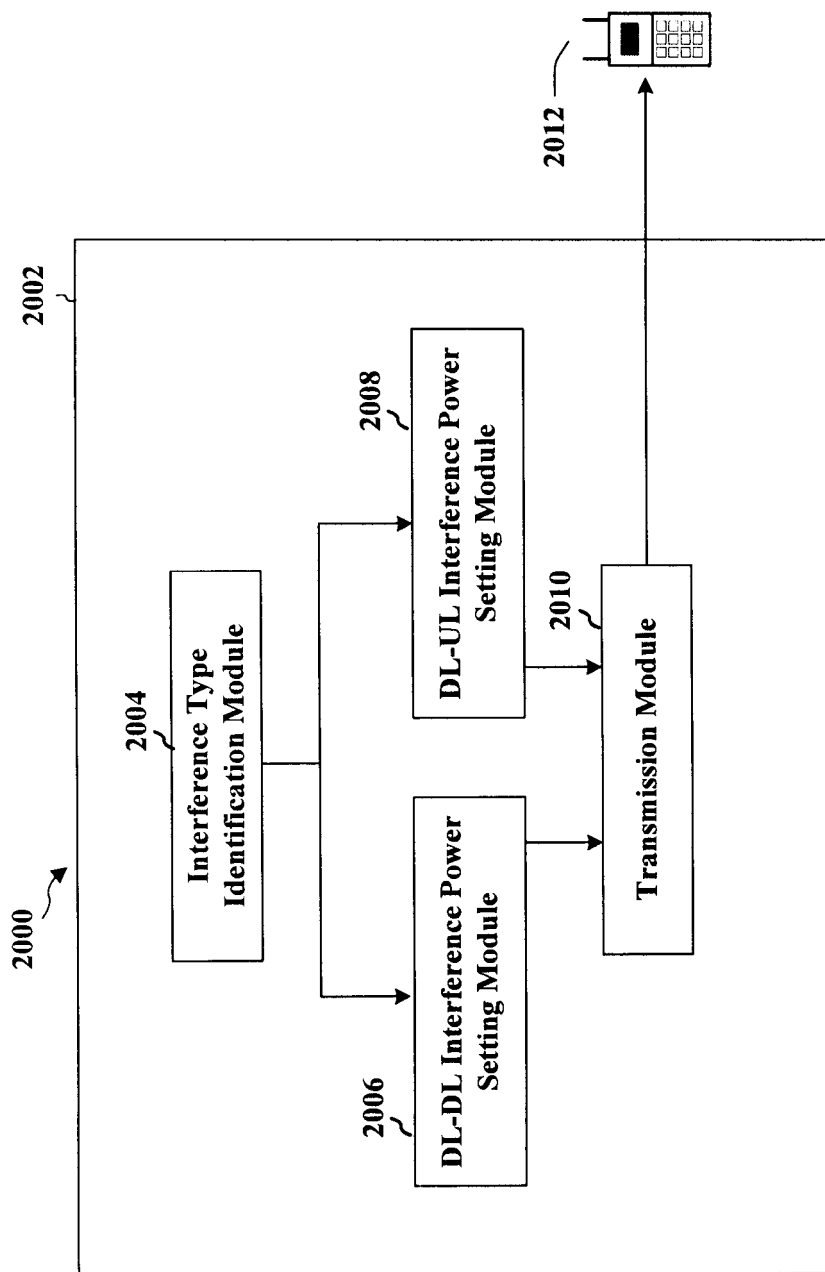 2000
2002
2004
Interference Type
Identification Module
2006
DL-DL Interference Power
Setting Module
2008
DL-UL Interference Power
Setting Module
2010
Transmission Module
2012